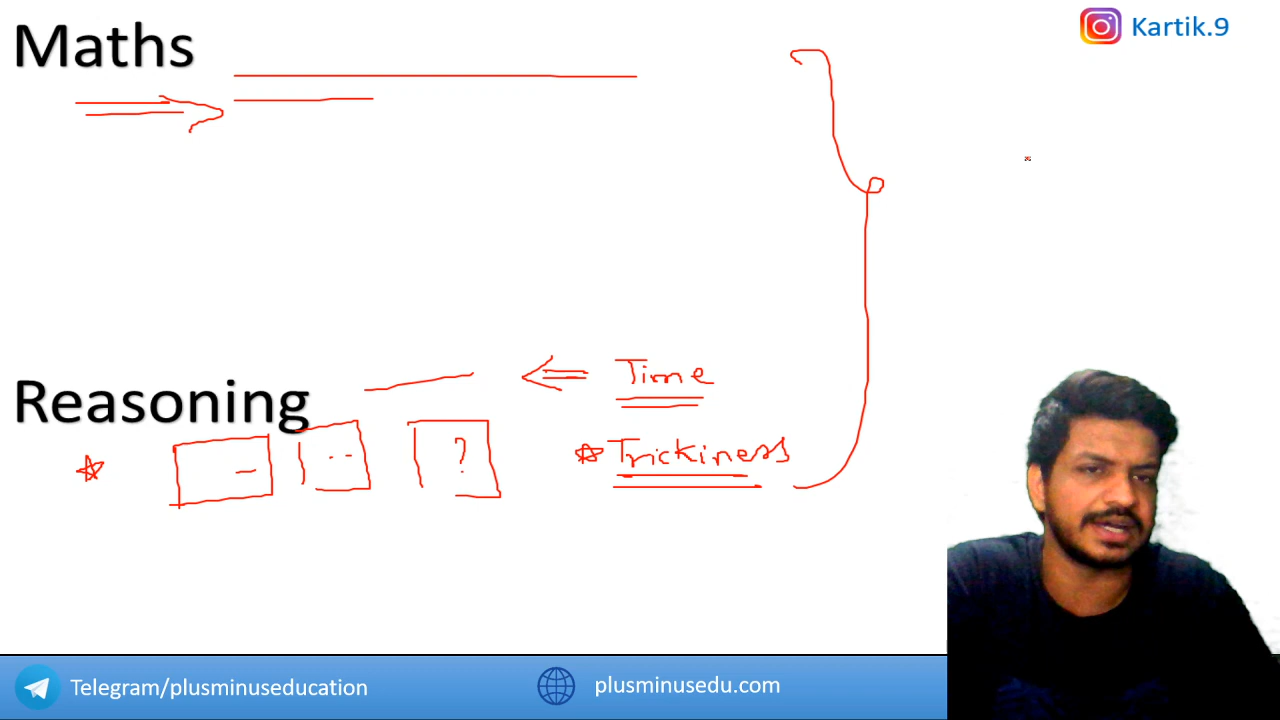 Maths
Kartik.9
Time
Reasoning
?
Trickiness
Telegram/plusminuseducation
plusminusedu.com